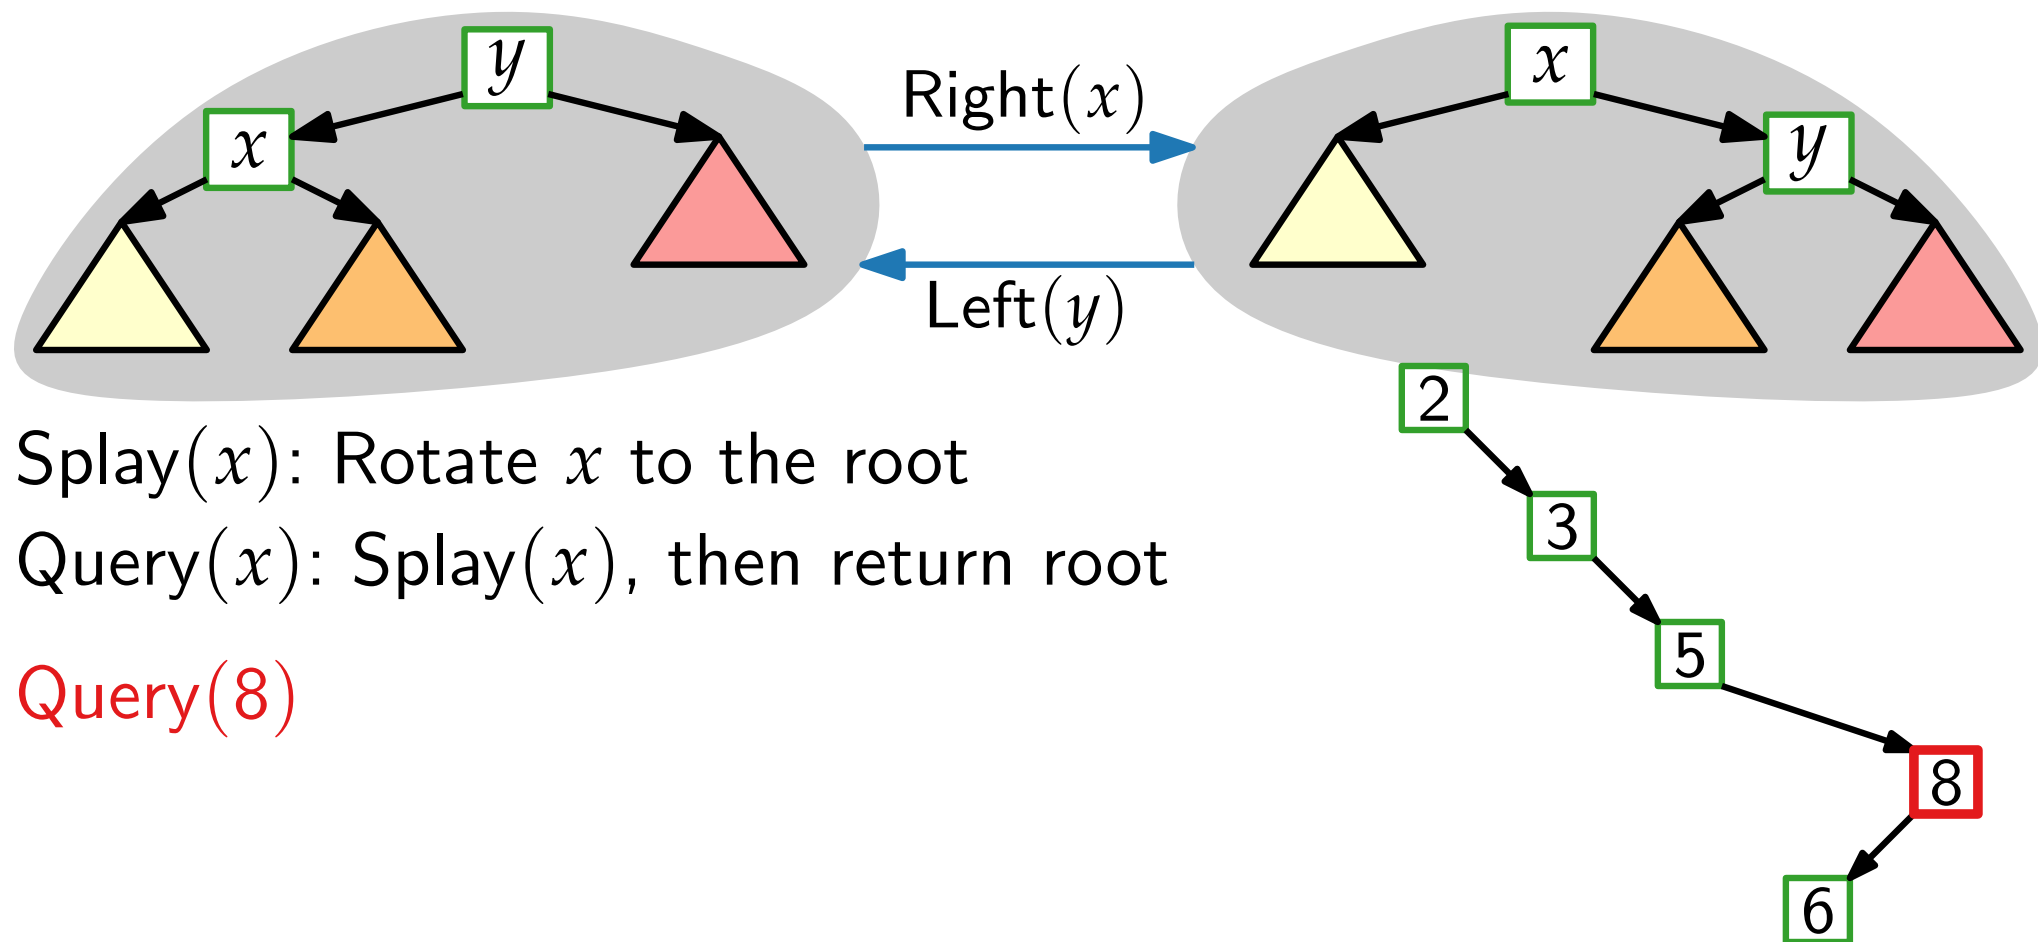 y
x
Right(x)
Left(y)
x
y
Splay(x): Rotate x to the root
Query(x): Splay(x), then return root
Query(8)
2
3
5
8
6